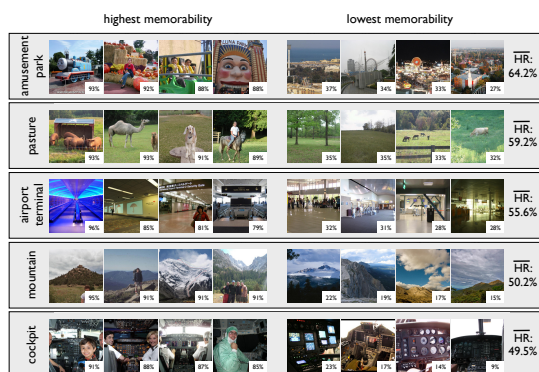 highest memorability lowest memorability
amusement park
93% 92% 88% 88% 37% 34% 33% 27%
HR: 64.2%
LUNA PARK
pasture
93% 93% 91% 89% 35% 35% 33% 32%
HR: 59.2%
airport terminal
96% 85% 81% 79% 32% 31% 28% 28%
HR: 55.6%
mountain
95% 91% 91% 91% 22% 19% 17% 15%
HR: 50.2%
cockpit
91% 88% 87% 85% 23% 17% 14% 9%
HR: 49.5%